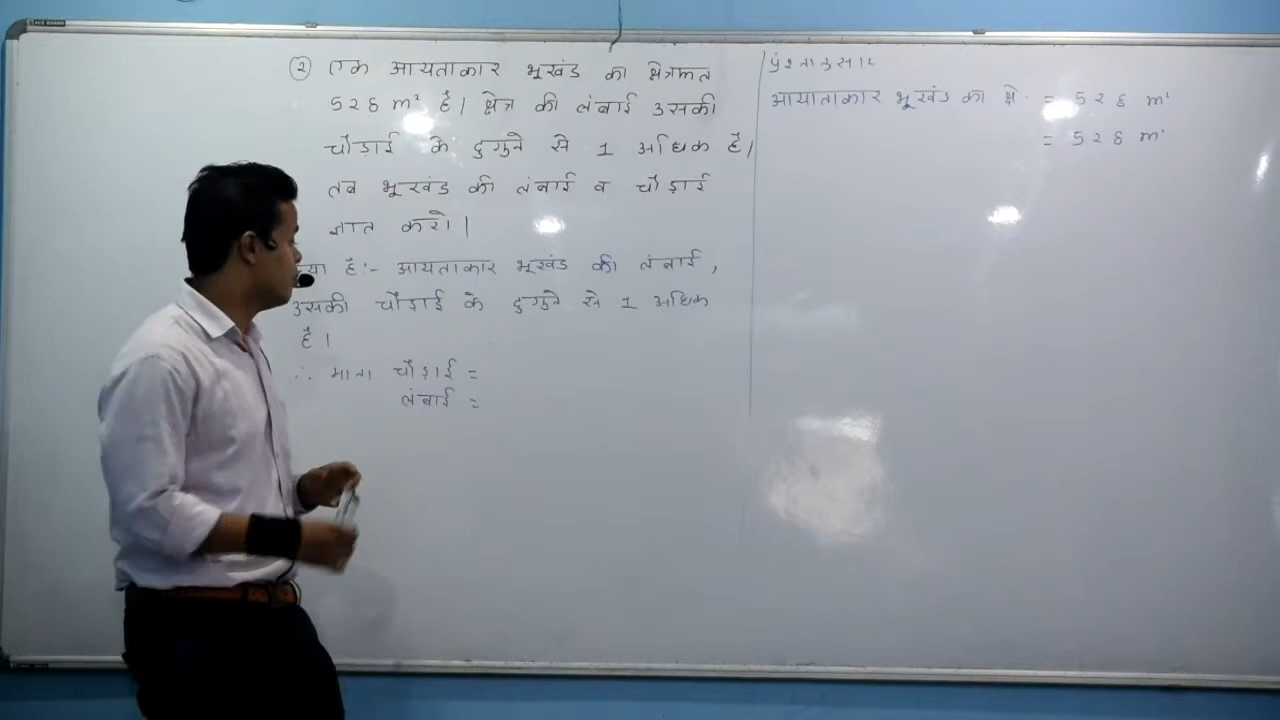 ② एक आयताकार भूखंड का क्षेत्रफल
528 m² है। क्षेत्र की लंबाई उसकी
चौड़ाई के दुगुने से 1 अधिक है।
तब भूखंड की लंबाई व चौड़ाई
ज्ञात करो।
है:- आयताकार भूखंड की लंबाई,
उसकी चौड़ाई के दुगुने से 1 अधिक
है।
∴ माना चौड़ाई =
लंबाई =
प्रश्नानुसार
आयाताकार भूखंड का क्षे. = 528 m²
= 528 m²